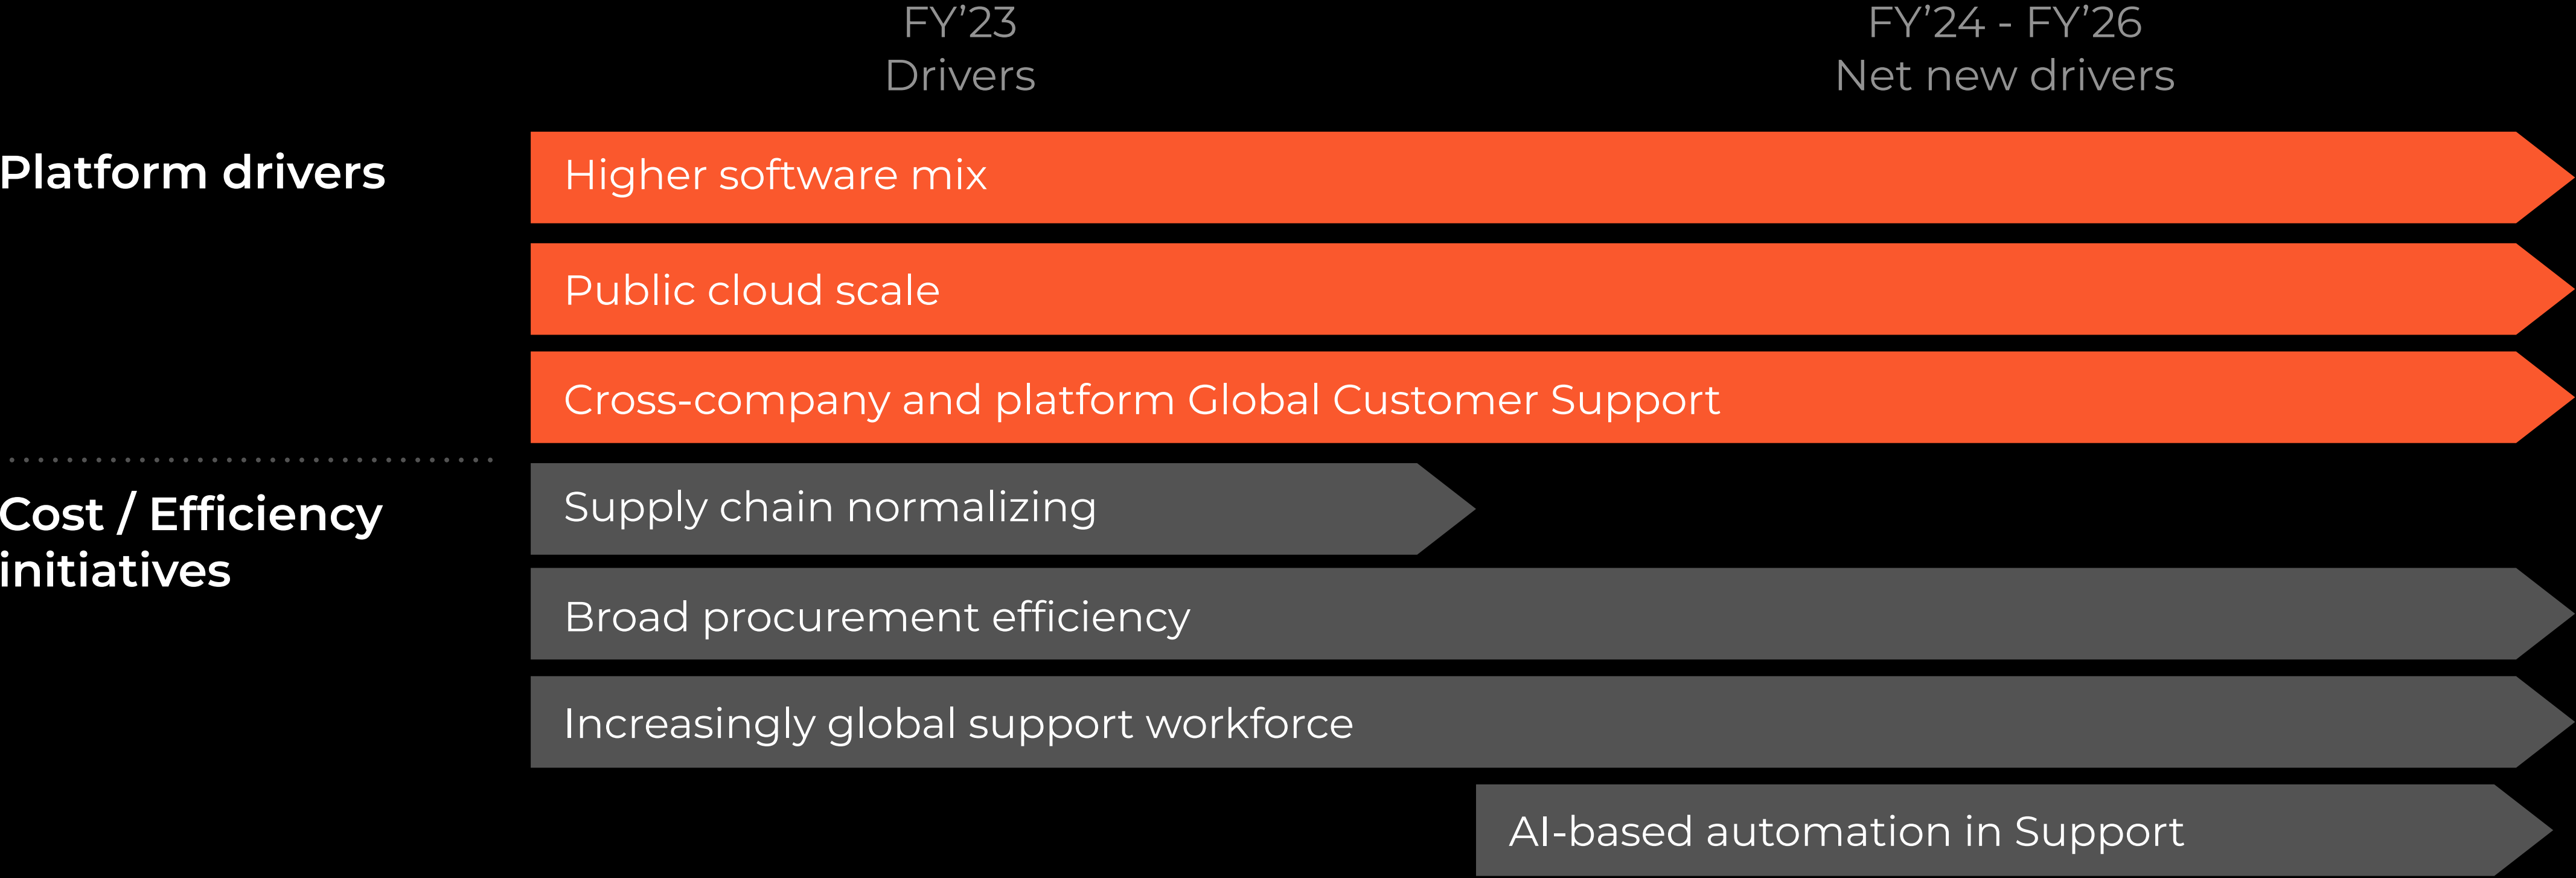 FY’23
Drivers
FY’24 - FY’26
Net new drivers
Platform drivers
Higher software mix
Public cloud scale
Cross-company and platform Global Customer Support
Cost / Efficiency
initiatives
Supply chain normalizing
Broad procurement efficiency
Increasingly global support workforce
AI-based automation in Support